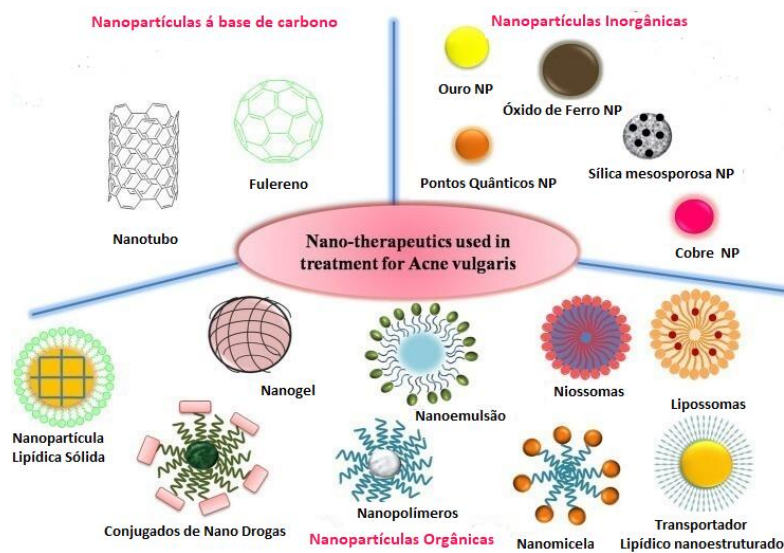 Nanopartículas á base de carbono
Nanopartículas Inorgânicas
Ouro NP
Óxido de Ferro NP
Fulereno
Pontos Quânticos NP
Sílica mesosporosa NP
Nanotubo
Cobre NP
Nano-therapeutics used in
treatment for Acne vulgaris
Nanogel
Nanoemulsão
Niossomas
Lipossomas
Nanopartícula
Lipídica Sólida
Conjugados de Nano Drogas
Nanopolímeros
Nanomicela
Transportador
Lipídico nanoestruturado
Nanopartículas Orgânicas